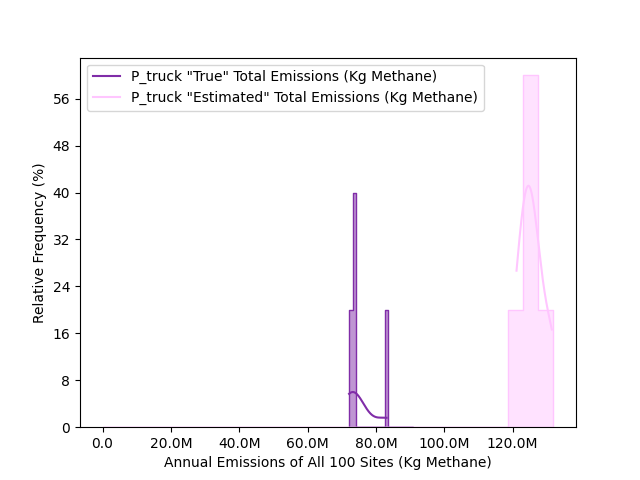 P_truck "True" Total Emissions (Kg Methane)
P_truck "Estimated" Total Emissions (Kg Methane)
56
48
40
32
24
16
8
0
Relative Frequency (%)
0.0 20.0M 40.0M 60.0M 80.0M 100.0M 120.0M
Annual Emissions of All 100 Sites (Kg Methane)